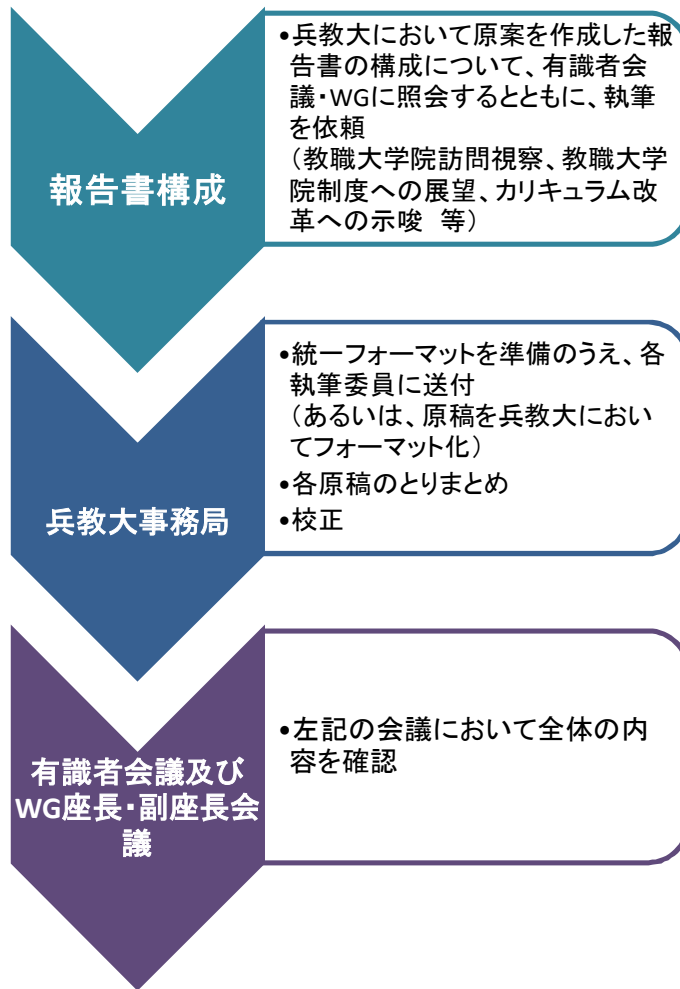 報告書構成
•兵教大において原案を作成した報
告書の構成について、有識者会
議・WGに照会するとともに、執筆
を依頼
（教職大学院訪問視察、教職大学
院制度への展望、カリキュラム改
革への示唆 等）
兵教大事務局
•統一フォーマットを準備のうえ、各
執筆委員に送付
（あるいは、原稿を兵教大におい
てフォーマット化）
•各原稿のとりまとめ
•校正
有識者会議及び
WG座長・副座長会
議
•左記の会議において全体の内
容を確認